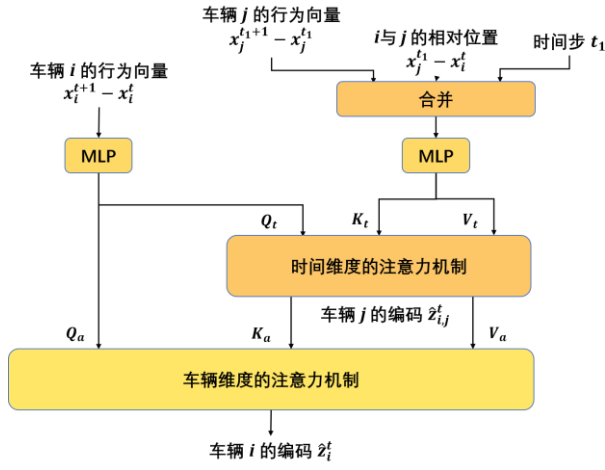 车辆 j 的行为向量
x_j^{t_1+1} − x_j^{t_1}
i与 j 的相对位置
x_j^{t_1} − x_i^t
时间步 t_1
车辆 i 的行为向量
x_i^{t+1} − x_i^t
合并
MLP
MLP
Q_t
K_t
V_t
时间维度的注意力机制
车辆 j 的编码 ẑ_{i,j}^t
Q_a
K_a
V_a
车辆维度的注意力机制
车辆 i 的编码 ẑ_i^t